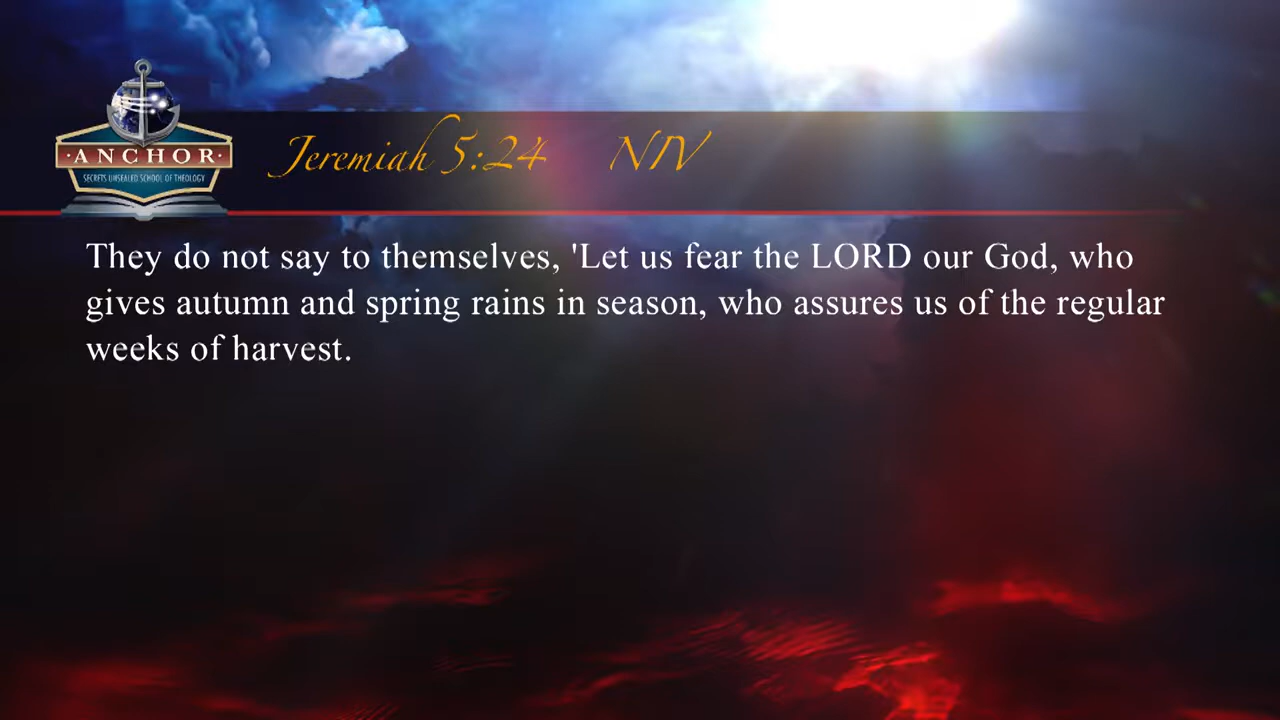 ·ANCHOR·
SECRETS UNSEALED SCHOOL OF THEOLOGY
Jeremiah 5:24 NIV
They do not say to themselves, 'Let us fear the LORD our God, who
gives autumn and spring rains in season, who assures us of the regular
weeks of harvest.